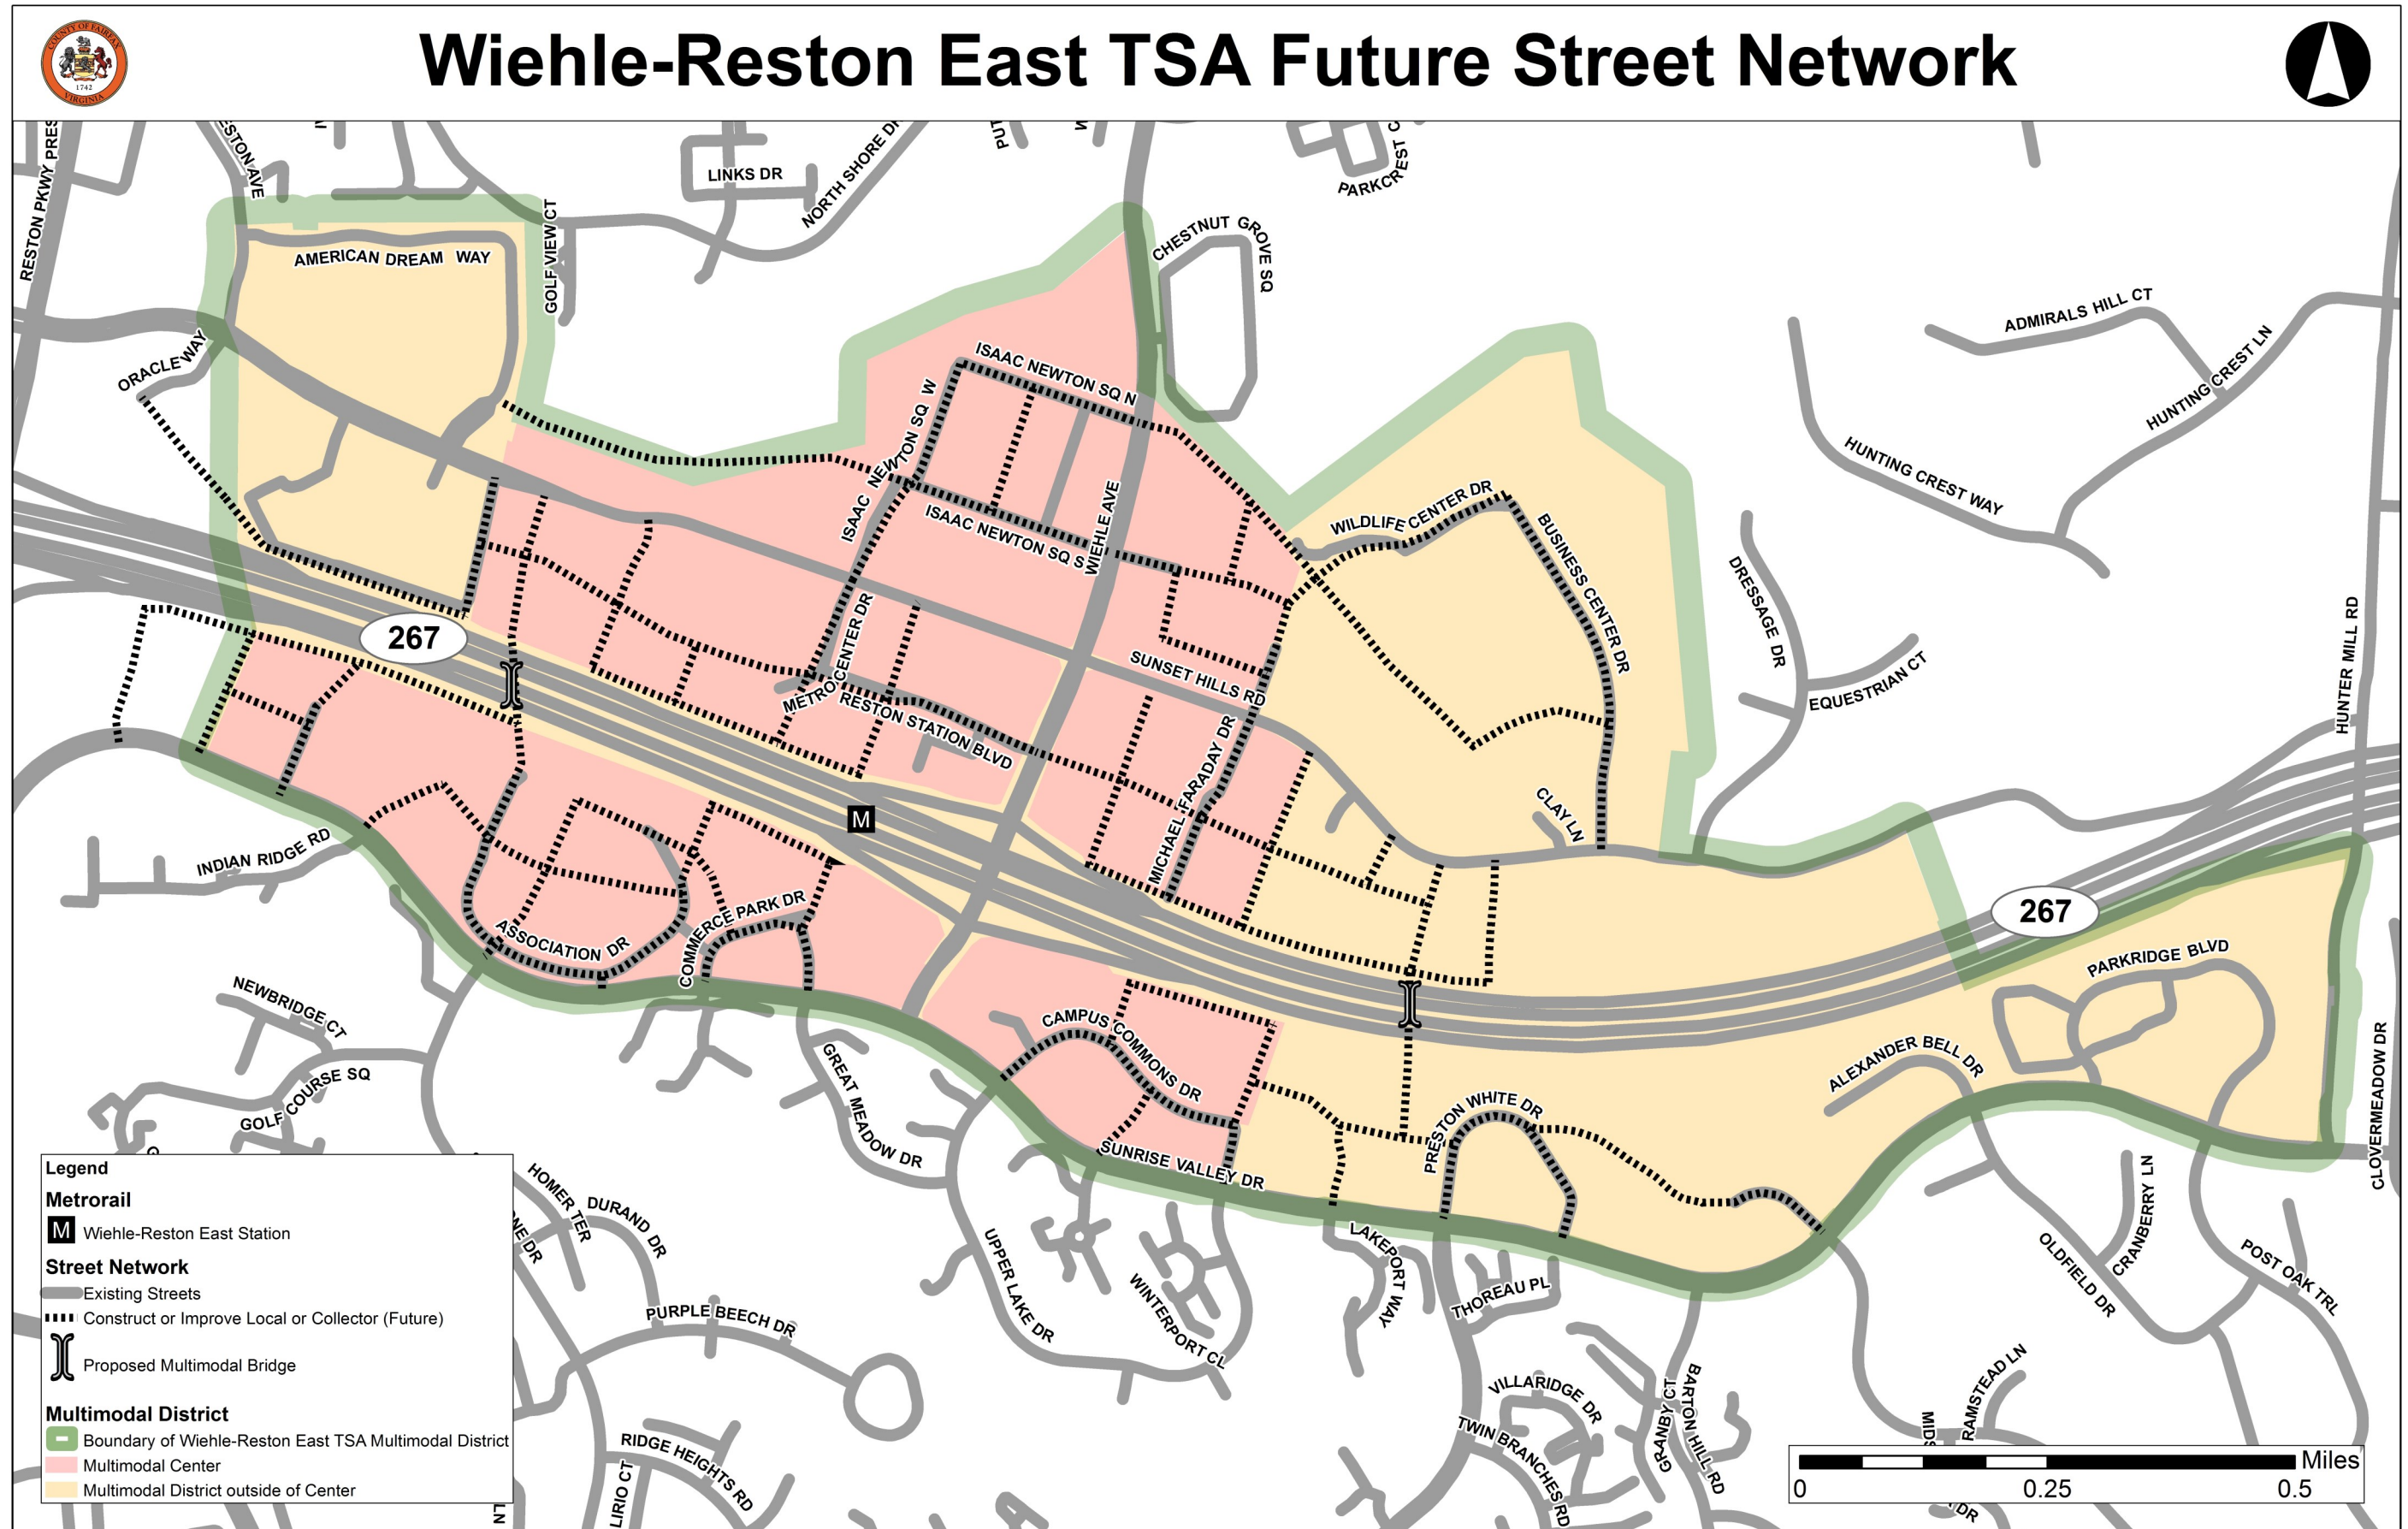 COUNTY OF FAIRFAX
1742
VIRGINIA
Wiehle-Reston East TSA Future Street Network
RESTON PKWY
LINKS DR
NORTH SHORE DR
PARKCREST C
GOLF VIEW CT
CHESTNUT GROVE SQ
AMERICAN DREAM WAY
ORACLE WAY
ADMIRALS HILL CT
HUNTING CREST LN
HUNTING CREST WAY
ISAAC NEWTON SQ N
ISAAC NEWTON SQ W
ISAAC NEWTON SQ S
WIEHLE AVE
WILDLIFE CENTER DR
BUSINESS CENTER DR
DRESSAGE DR
EQUESTRIAN CT
HUNTER MILL RD
267
METRO CENTER DR
RESTON STATION BLVD
SUNSET HILLS RD
MICHAEL FARADAY DR
CLAY LN
M
INDIAN RIDGE RD
ASSOCIATION DR
COMMERCE PARK DR
267
PARKRIDGE BLVD
ALEXANDER BELL DR
CLOVERMEADOW DR
NEWBRIDGE CT
GOLF COURSE SQ
GREAT MEADOW DR
CAMPUS COMMONS DR
SUNRISE VALLEY DR
PRESTON WHITE DR
HOMER TER
DURAND DR
PURPLE BEECH DR
UPPER LAKE DR
WINTERPORT CL
LAKEPORT WAY
THOREAU PL
OLDFIELD DR
CRANBERRY LN
POST OAK TRL
VILLARIDGE DR
TWIN BRANCHES RD
GRANBY CT
BARTON HILL RD
RAMSTEAD LN
RIDGE HEIGHTS RD
LIRIO CT
Legend
Metrorail
M Wiehle-Reston East Station
Street Network
Existing Streets
Construct or Improve Local or Collector (Future)
Proposed Multimodal Bridge
Multimodal District
Boundary of Wiehle-Reston East TSA Multimodal District
Multimodal Center
Multimodal District outside of Center
Miles
0 0.25 0.5